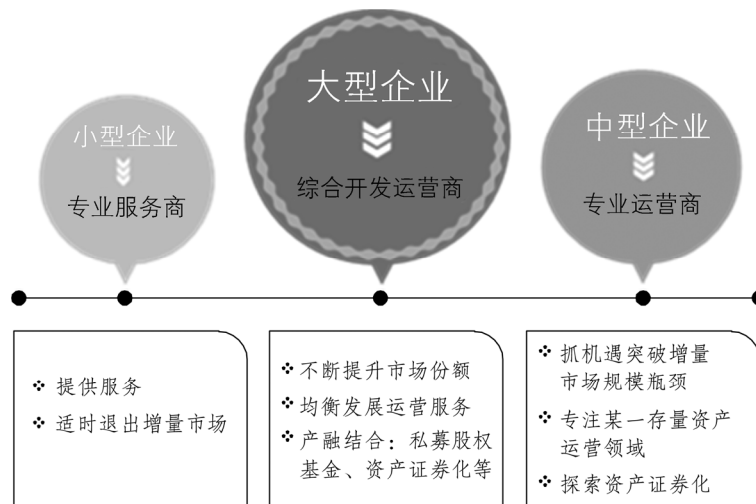 小型企业
专业服务商
大型企业
综合开发运营商
中型企业
专业运营商
❖ 提供服务
❖ 适时退出增量市场
❖ 不断提升市场份额
❖ 均衡发展运营服务
❖ 产融结合：私募股权
基金、资产证券化等
❖ 抓机遇突破增量
市场规模瓶颈
❖ 专注某一存量资产
运营领域
❖ 探索资产证券化